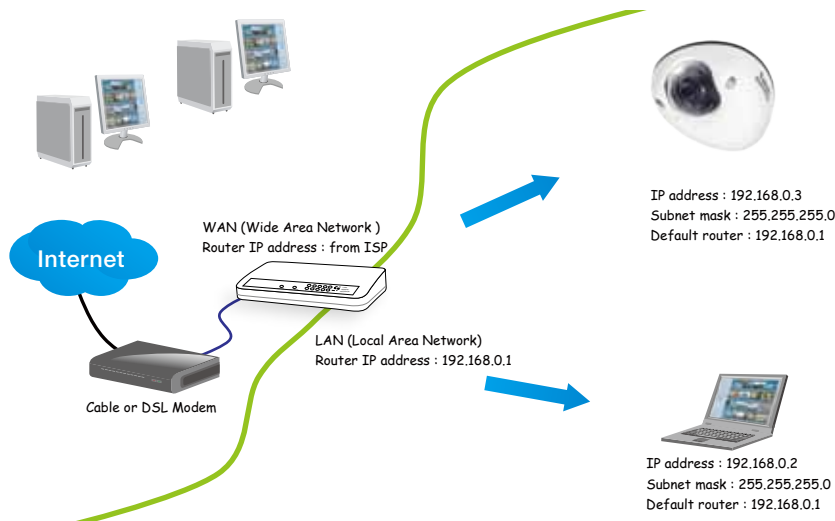 WAN (Wide Area Network )
Router IP address : from ISP
Internet
LAN (Local Area Network)
Router IP address : 192.168.0.1
Cable or DSL Modem
IP address : 192.168.0.3
Subnet mask : 255.255.255.0
Default router : 192.168.0.1
IP address : 192.168.0.2
Subnet mask : 255.255.255.0
Default router : 192.168.0.1